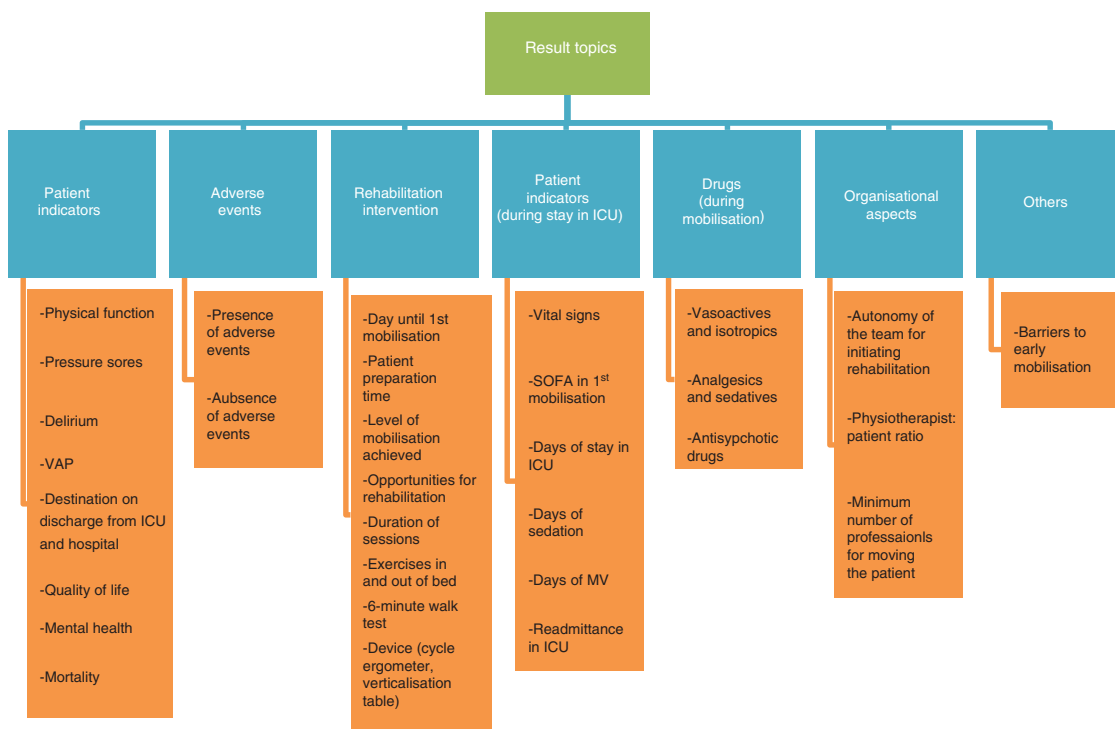 Result topics
Patient
indicators
Adverse
events
Rehabilitation
intervention
Patient
indicators
(during stay in ICU)
Drugs
(during
mobilisation)
Organisational
aspects
Others
-Physical function
-Pressure sores
-Delirium
-VAP
-Destination on
discharge from ICU
and hospital
-Quality of life
-Mental health
-Mortality
-Presence
of adverse
events
-Aubsence
of adverse
events
-Day until 1st
mobilisation
-Patient
preparation
time
-Level of
mobilisation
achieved
-Opportunities for
rehabilitation
-Duration of
sessions
-Exercises in
and out of bed
-6-minute walk
test
-Device (cycle
ergometer,
verticalisation
table)
-Vital signs
-SOFA in 1st
mobilisation
-Days of stay in
ICU
-Days of
sedation
-Days of MV
-Readmittance
in ICU
-Vasoactives
and isotropics
-Analgesics
and sedatives
-Antisypchotic
drugs
-Autonomy of
the team for
initiating
rehabilitation
-Physiotherapist:
patient ratio
-Minimum
number of
professaionls
for moving
the patient
-Barriers to
early
mobilisation